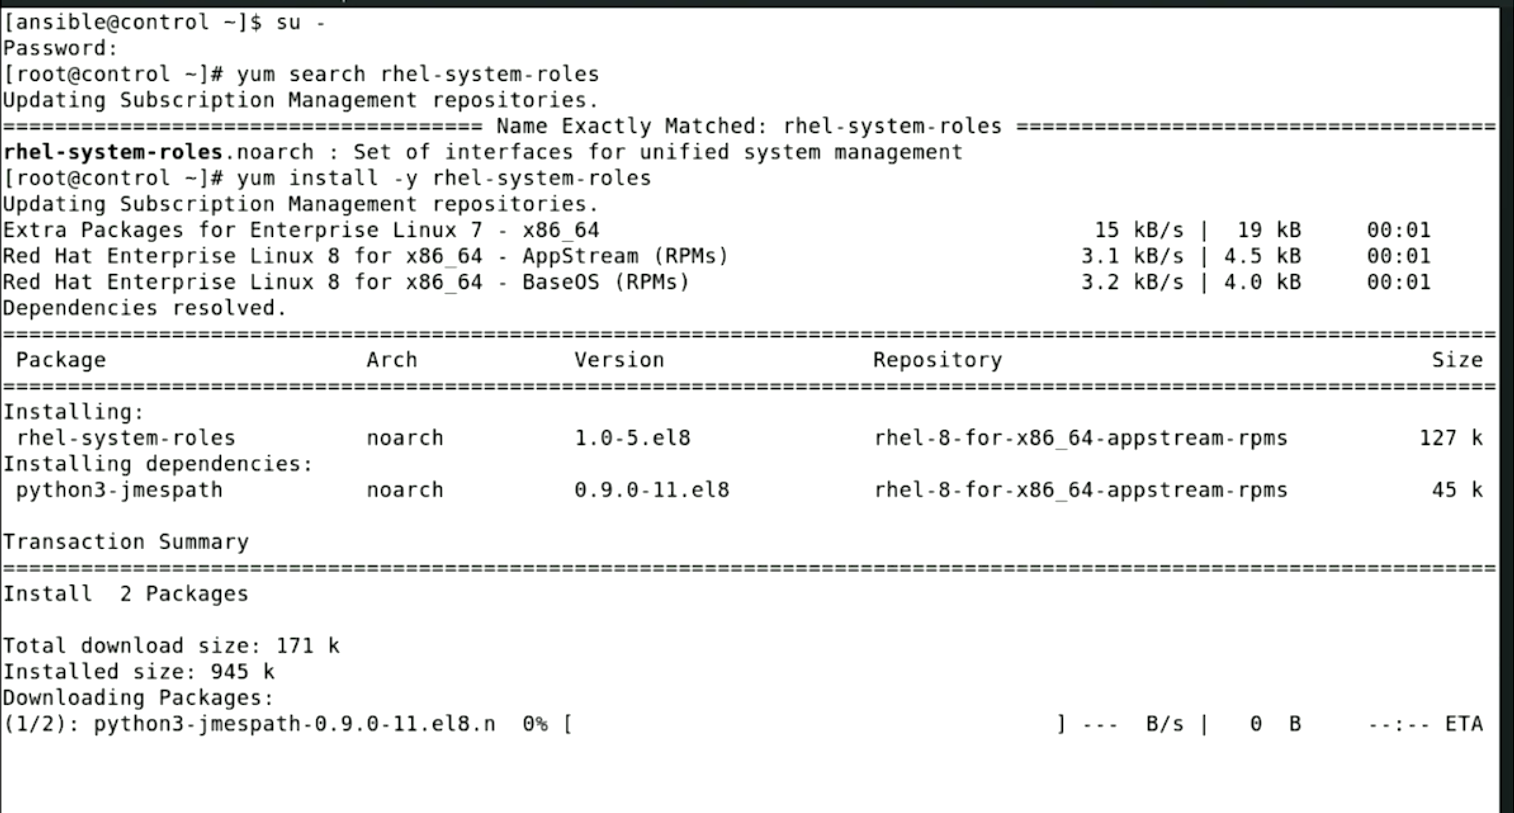 [ansible@control ~]$ su -
Password:
[root@control ~]# yum search rhel-system-roles
Updating Subscription Management repositories.
===================================== Name Exactly Matched: rhel-system-roles =====================================
rhel-system-roles.noarch : Set of interfaces for unified system management
[root@control ~]# yum install -y rhel-system-roles
Updating Subscription Management repositories.
Extra Packages for Enterprise Linux 7 - x86_64                                      15 kB/s |  19 kB     00:01
Red Hat Enterprise Linux 8 for x86_64 - AppStream (RPMs)                           3.1 kB/s | 4.5 kB     00:01
Red Hat Enterprise Linux 8 for x86_64 - BaseOS (RPMs)                              3.2 kB/s | 4.0 kB     00:01
Dependencies resolved.
===================================================================================================================
 Package                    Arch            Version                Repository                                 Size
===================================================================================================================
Installing:
 rhel-system-roles          noarch          1.0-5.el8              rhel-8-for-x86_64-appstream-rpms          127 k
Installing dependencies:
 python3-jmespath           noarch          0.9.0-11.el8           rhel-8-for-x86_64-appstream-rpms           45 k

Transaction Summary
===================================================================================================================
Install  2 Packages

Total download size: 171 k
Installed size: 945 k
Downloading Packages:
(1/2): python3-jmespath-0.9.0-11.el8.n  0% [                                     ] ---  B/s |   0  B     --:-- ETA